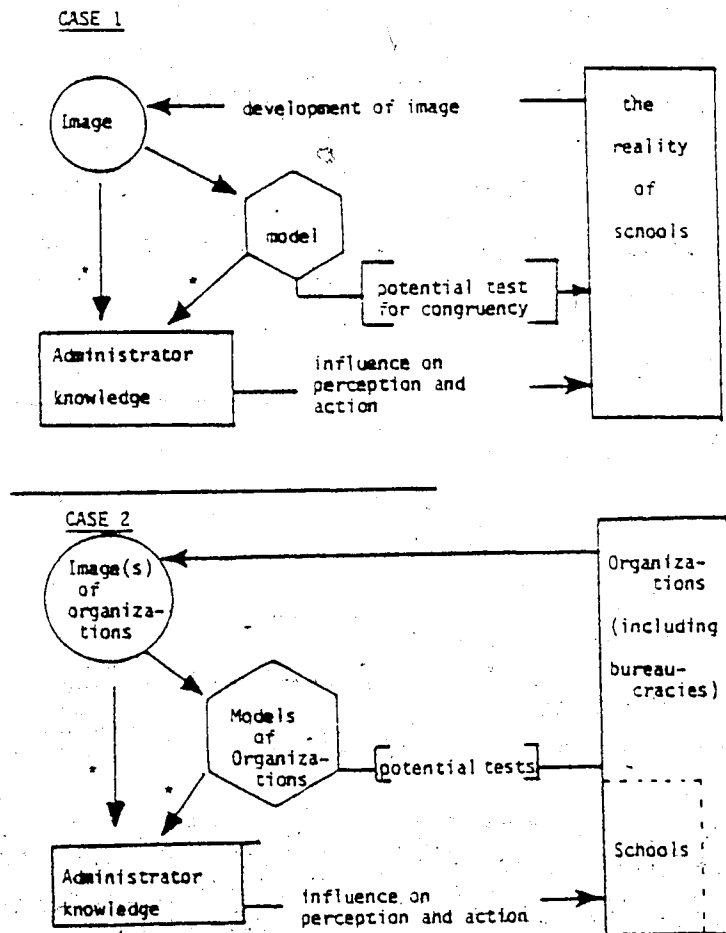 CASE 1
Image
development of image
the
reality
of
schools
model
*
*
potential test
for congruency
Administrator
knowledge
influence on
perception and
action
CASE 2
Image(s)
of
organiza-
tions
Organiza-
tions
(including
bureau-
cracies)
Models
of
Organiza-
tions
*
*
potential tests
Schools
Administrator
knowledge
influence on
perception and action